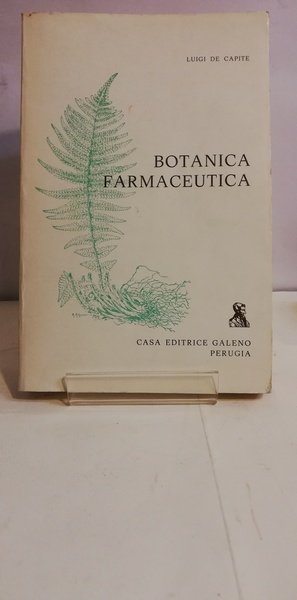 LUIGI DE CAPITE
BOTANICA
FARMACEUTICA
CASA EDITRICE GALENO
PERUGIA